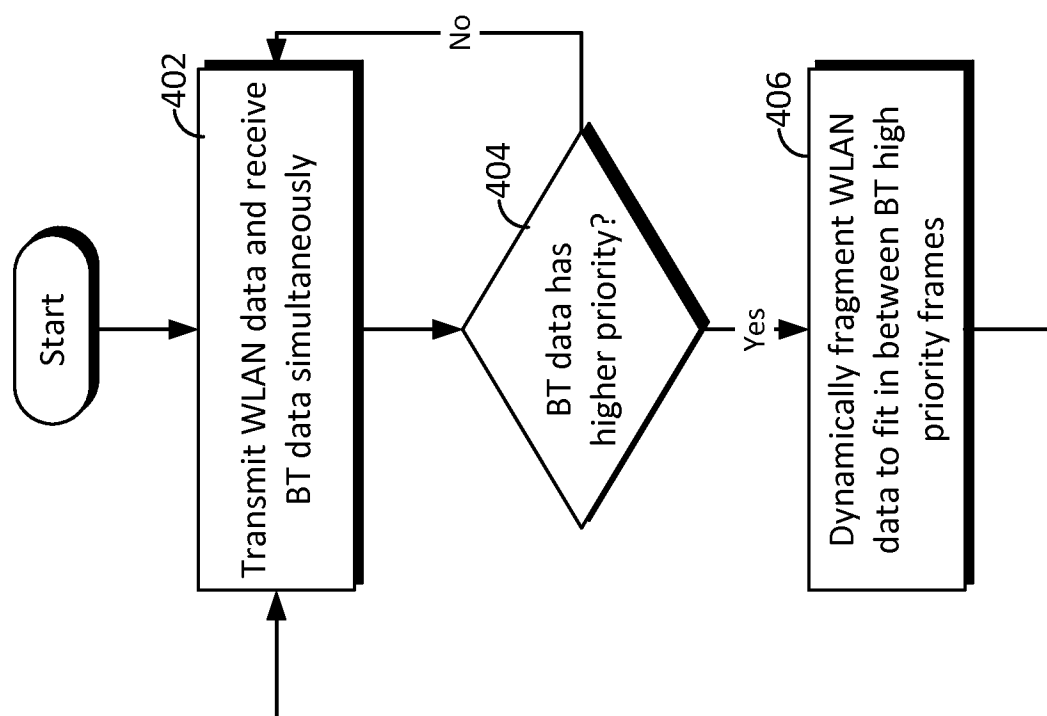 Start
402
Transmit WLAN data and receive
BT data simultaneously
No
404
BT data has
higher priority?
Yes
406
Dynamically fragment WLAN
data to fit in between BT high
priority frames